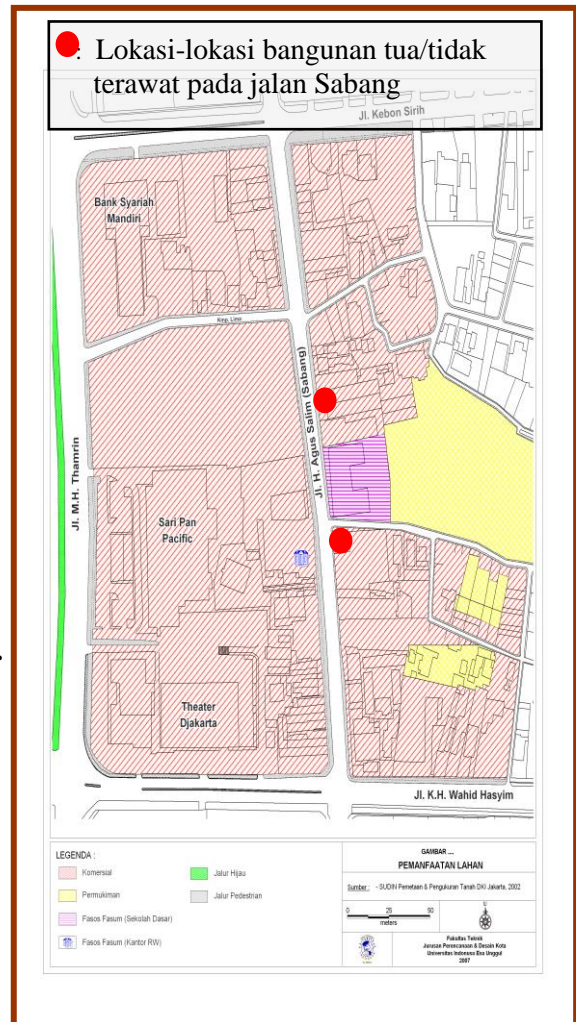 : Lokasi-lokasi bangunan tua/tidak
terawat pada jalan Sabang
Jl. Kebon Sirih
Bank Syariah
Mandiri
Kep. Lima
Jl. H. Agus Salim (Sabang)
Jl. M.H. Thamrin
Sari Pan
Pacific
Theater
Djakarta
Jl. K.H. Wahid Hasyim
LEGENDA :
Komersial
Jalur Hijau
Permukiman
Jalur Pedestrian
Fasos Fasum (Sekolah Dasar)
Fasos Fasum (Kantor RW)
GAMBAR ...
PEMANFAATAN LAHAN
Sumber : - SUDIN Pemetaan & Pengukuran Tanah DKI Jakarta, 2002
0 25 50
meters
U
Fakultas Teknik
Jurusan Perencanaan & Desain Kota
Universitas Indonusa Esa Unggul
2007